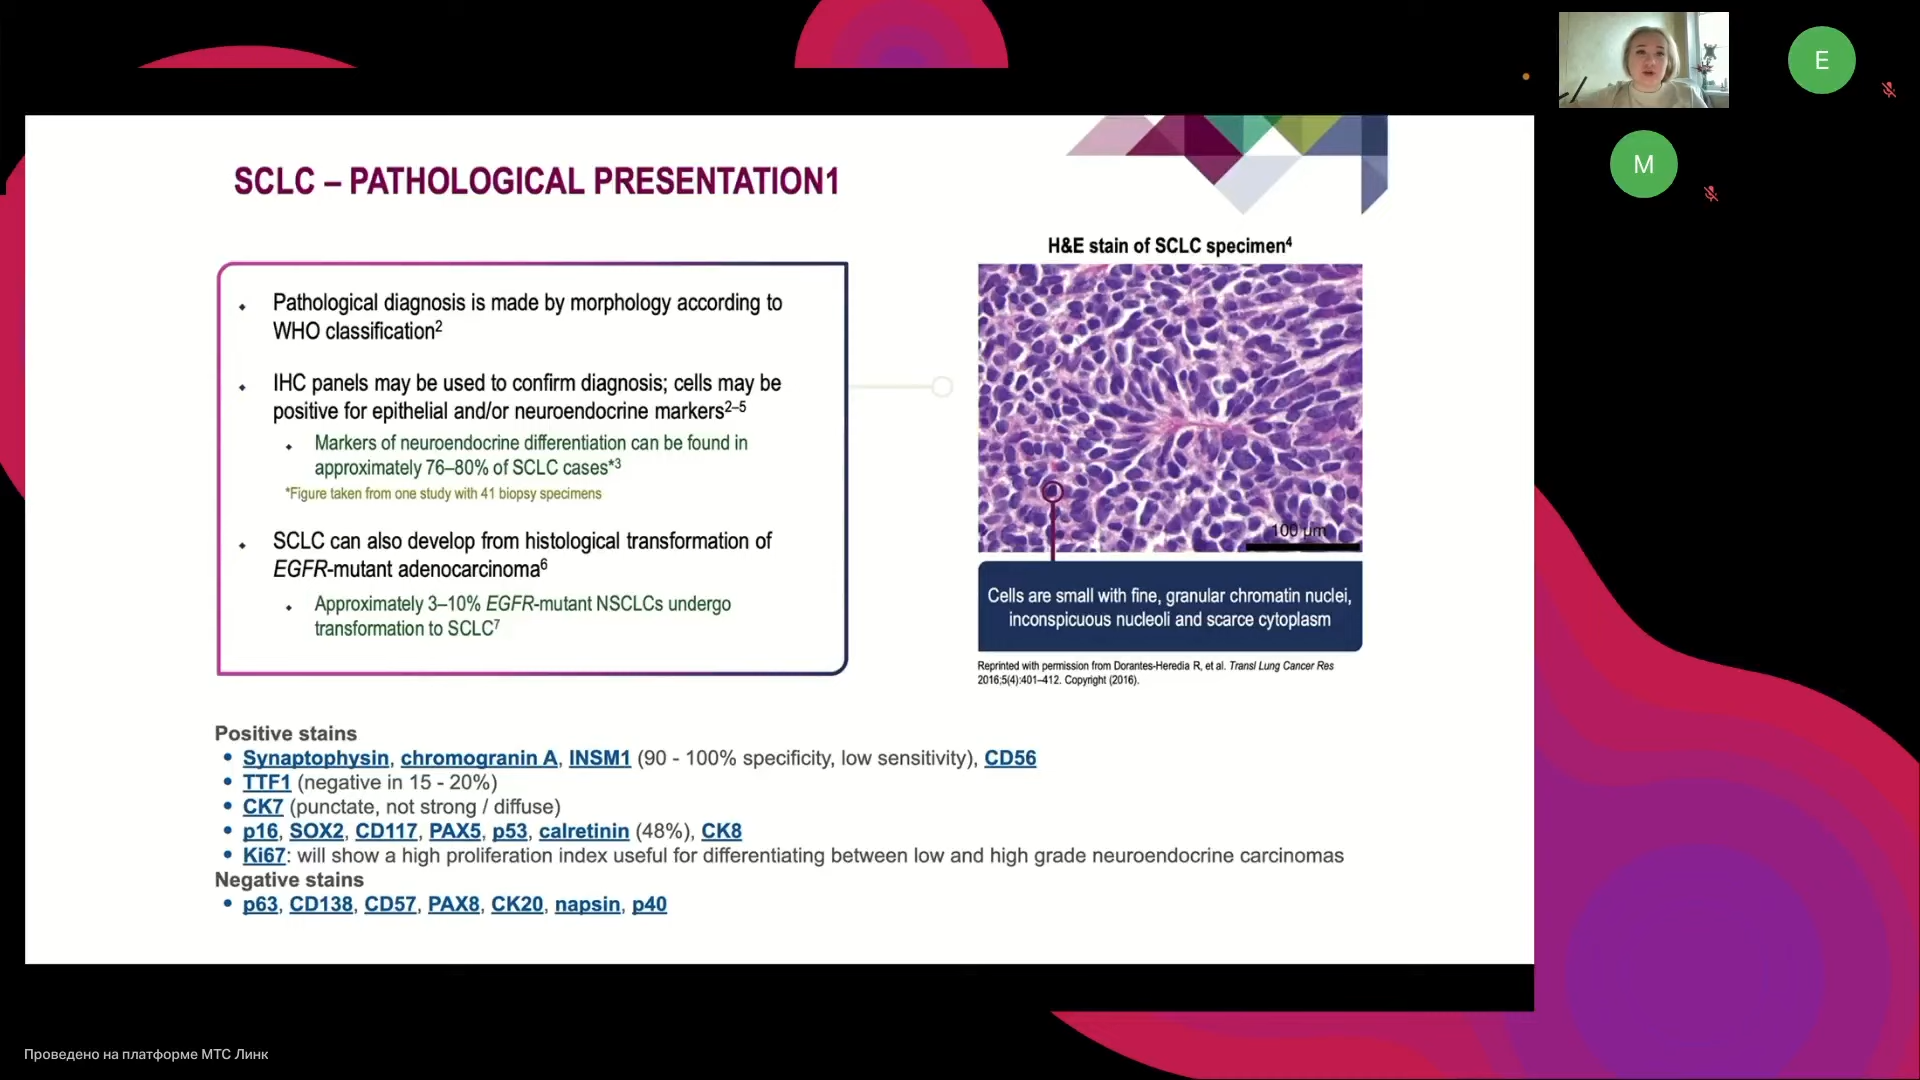 E
M
SCLC – PATHOLOGICAL PRESENTATION1
Pathological diagnosis is made by morphology according to
WHO classification2
IHC panels may be used to confirm diagnosis; cells may be
positive for epithelial and/or neuroendocrine markers2–5
Markers of neuroendocrine differentiation can be found in
approximately 76–80% of SCLC cases*3
*Figure taken from one study with 41 biopsy specimens
SCLC can also develop from histological transformation of
EGFR-mutant adenocarcinoma6
Approximately 3–10% EGFR-mutant NSCLCs undergo
transformation to SCLC7
H&E stain of SCLC specimen4
100 µm
Cells are small with fine, granular chromatin nuclei,
inconspicuous nucleoli and scarce cytoplasm
Reprinted with permission from Dorantes-Heredia R, et al. Transl Lung Cancer Res
2016;5(4):401–412. Copyright (2016).
Positive stains
• Synaptophysin, chromogranin A, INSM1 (90 - 100% specificity, low sensitivity), CD56
• TTF1 (negative in 15 - 20%)
• CK7 (punctate, not strong / diffuse)
• p16, SOX2, CD117, PAX5, p53, calretinin (48%), CK8
• Ki67: will show a high proliferation index useful for differentiating between low and high grade neuroendocrine carcinomas
Negative stains
• p63, CD138, CD57, PAX8, CK20, napsin, p40
Проведено на платформе МТС Линк